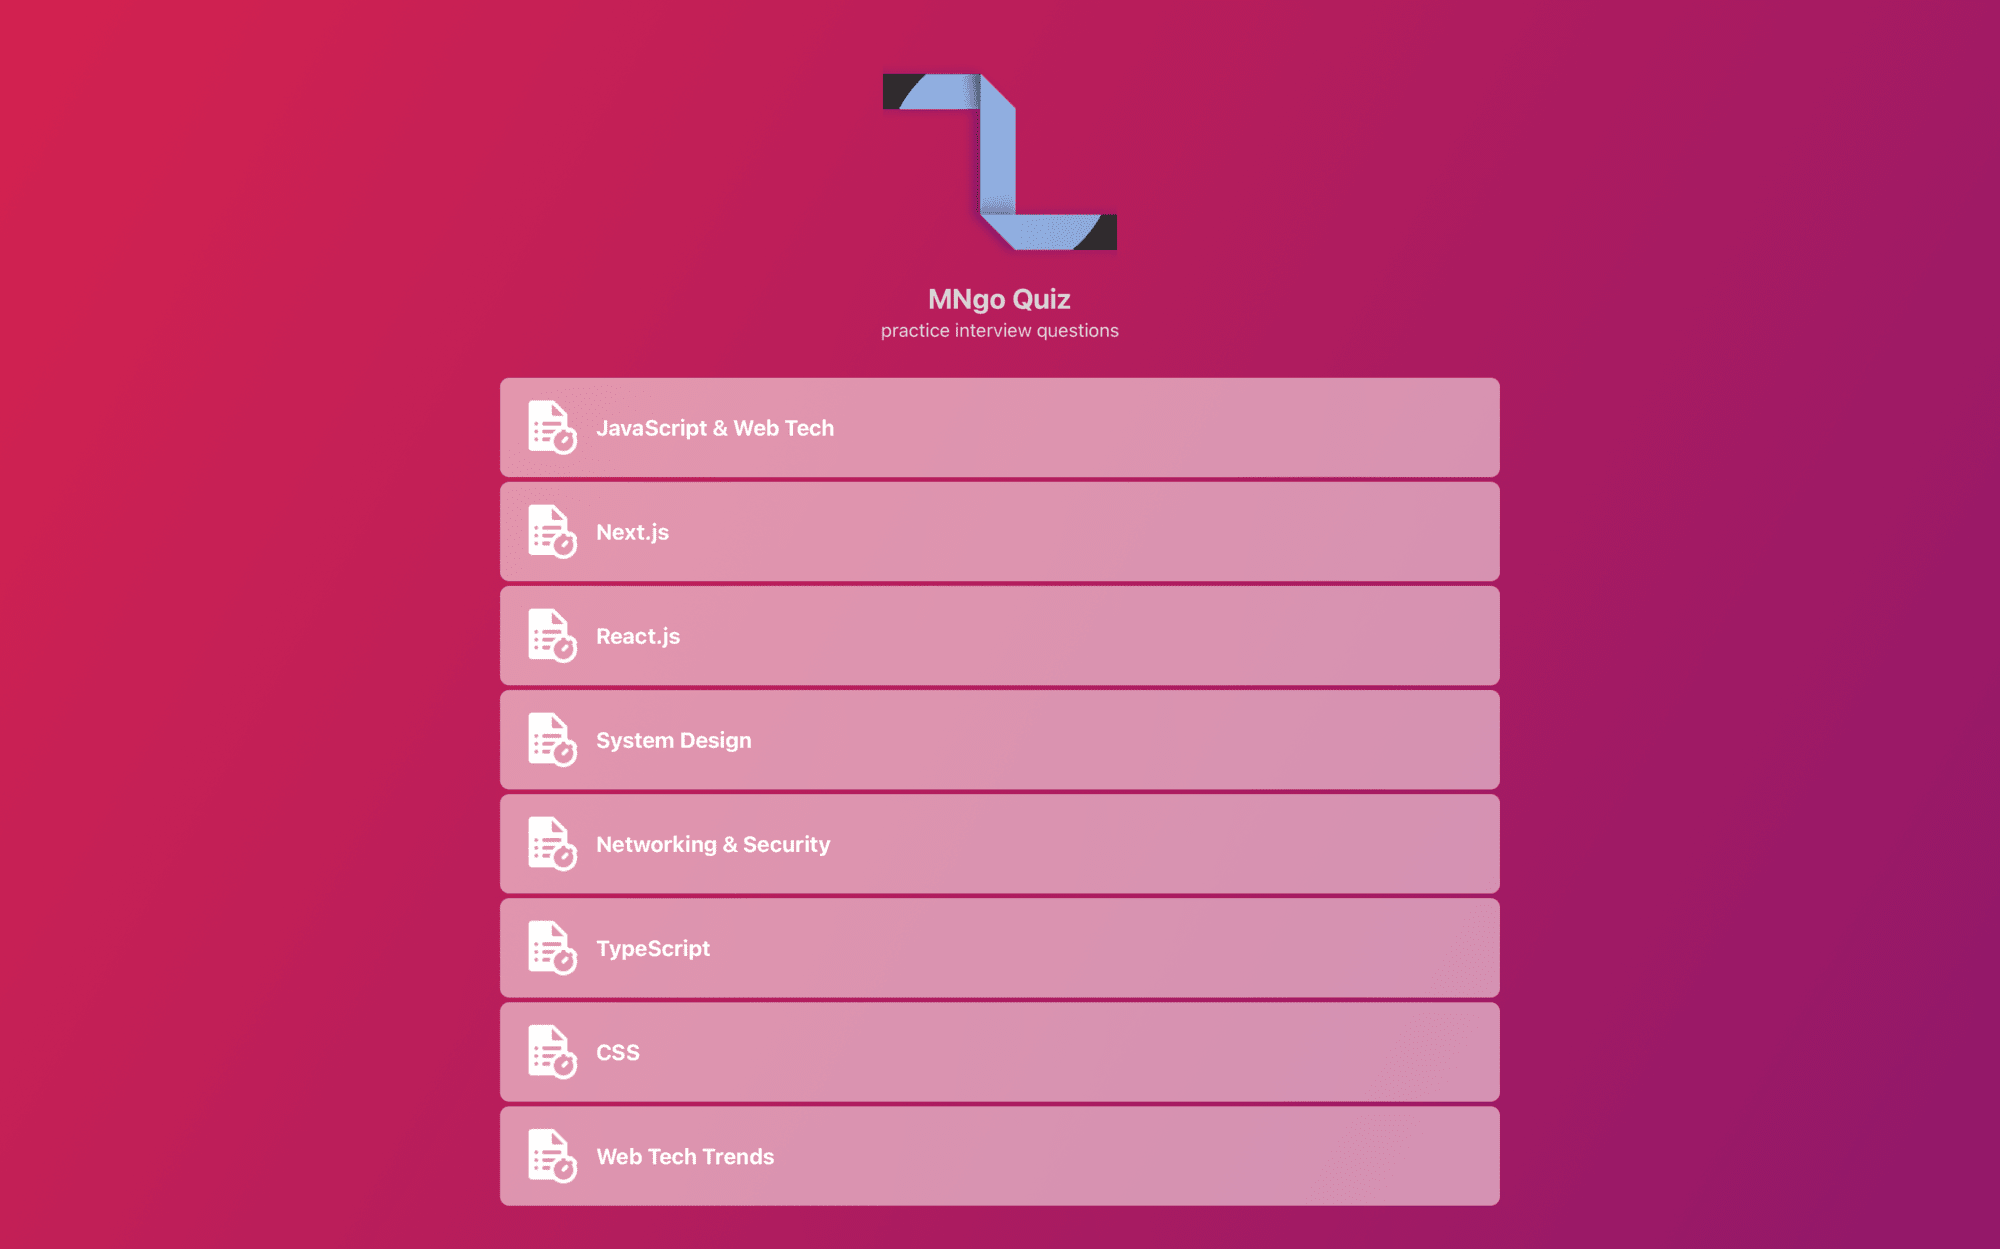 MNgo Quiz
practice interview questions
JavaScript & Web Tech
Next.js
React.js
System Design
Networking & Security
TypeScript
CSS
Web Tech Trends